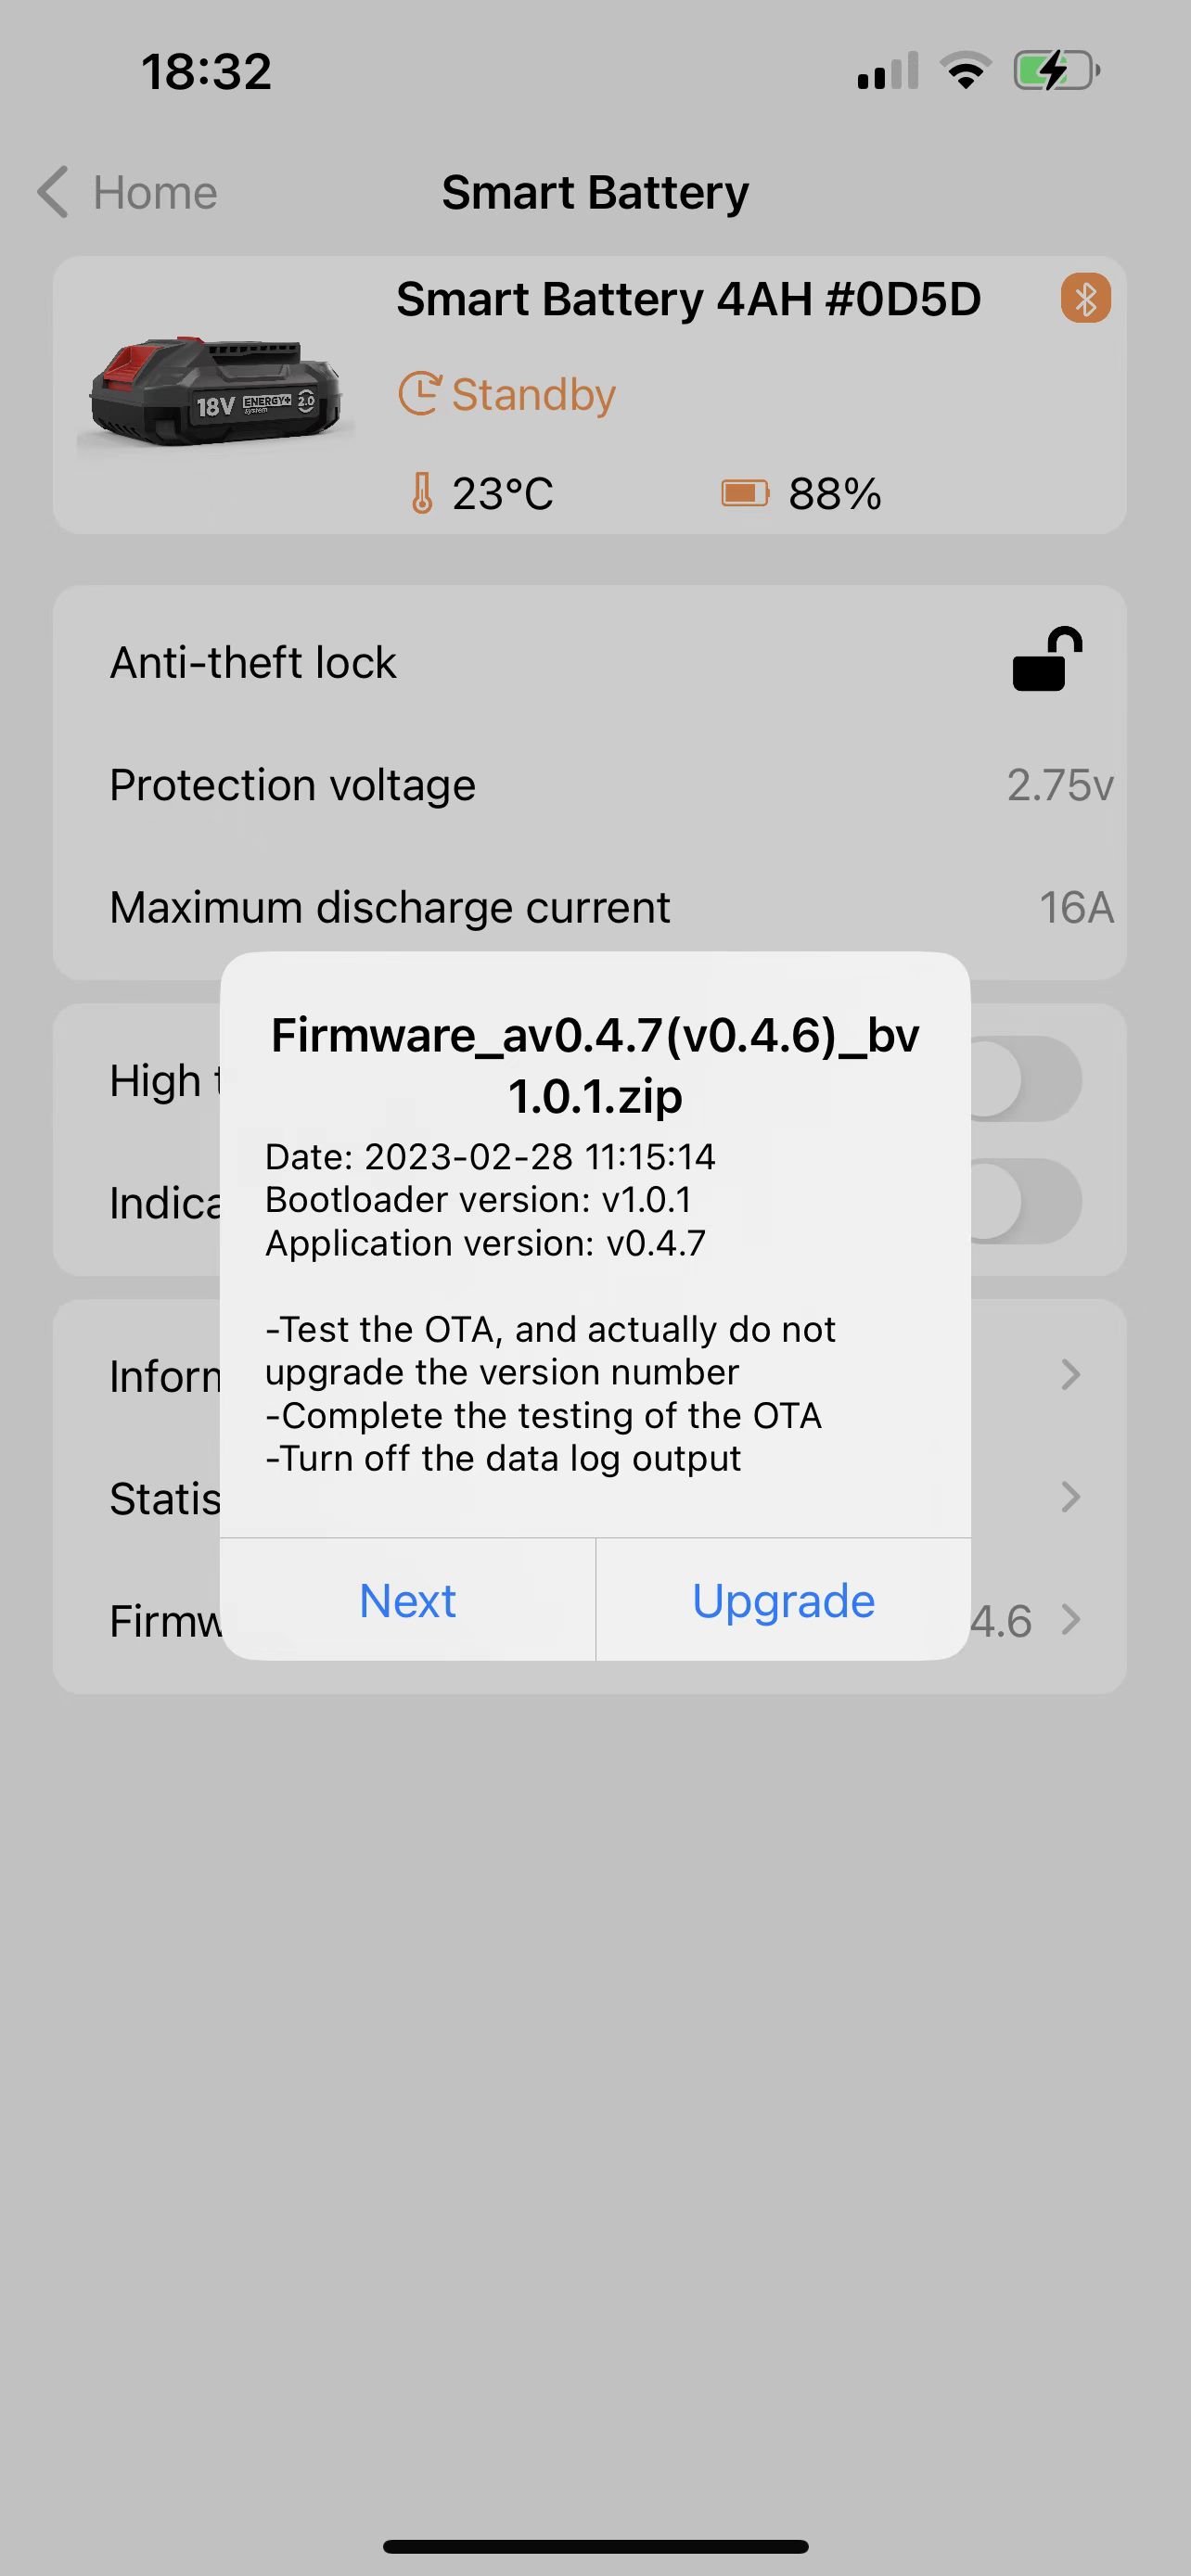 18:32
Home
Smart Battery
Smart Battery 4AH #0D5D
Standby
18V ENERGY+ system 2.0
23°C
88%
Anti-theft lock
Protection voltage
2.75v
Maximum discharge current
16A
High
Firmware_av0.4.7(v0.4.6)_bv
1.0.1.zip
Date: 2023-02-28 11:15:14
Bootloader version: v1.0.1
Application version: v0.4.7
-Test the OTA, and actually do not
upgrade the version number
-Complete the testing of the OTA
-Turn off the data log output
Next
Upgrade
4.6